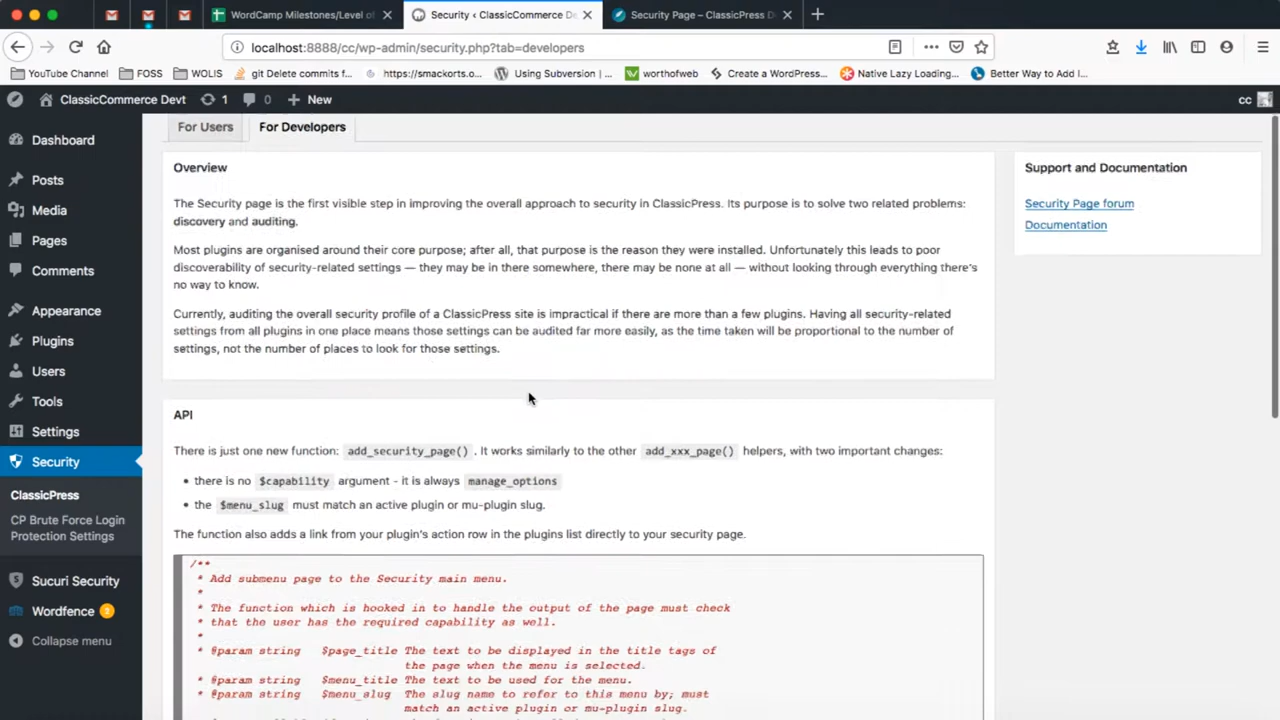 WordCamp Milestones/Level of
Security ‹ ClassicCommerce De
Security Page – ClassicPress D
localhost:8888/cc/wp-admin/security.php?tab=developers
YouTube Channel
FOSS
WOLIS
git Delete commits f...
https://smackorts.o...
Using Subversion | ...
worthofweb
Create a WordPress...
Native Lazy Loading...
Better Way to Add I...
ClassicCommerce Devt
1
0
New
cc
Dashboard
Posts
Media
Pages
Comments
Appearance
Plugins
Users
Tools
Settings
Security
ClassicPress
CP Brute Force Login
Protection Settings
Sucuri Security
Wordfence
Collapse menu
For Users
For Developers
Overview
The Security page is the first visible step in improving the overall approach to security in ClassicPress. Its purpose is to solve two related problems:
discovery and auditing.
Most plugins are organised around their core purpose; after all, that purpose is the reason they were installed. Unfortunately this leads to poor
discoverability of security-related settings — they may be in there somewhere, there may be none at all — without looking through everything there's
no way to know.
Currently, auditing the overall security profile of a ClassicPress site is impractical if there are more than a few plugins. Having all security-related
settings from all plugins in one place means those settings can be audited far more easily, as the time taken will be proportional to the number of
settings, not the number of places to look for those settings.
API
There is just one new function: add_security_page() . It works similarly to the other add_xxx_page() helpers, with two important changes:
• there is no $capability argument - it is always manage_options
• the $menu_slug must match an active plugin or mu-plugin slug.
The function also adds a link from your plugin's action row in the plugins list directly to your security page.
/**
* Add submenu page to the Security main menu.
*
* The function which is hooked in to handle the output of the page must check
* that the user has the required capability as well.
*
* @param string $page_title The text to be displayed in the title tags of
* the page when the menu is selected.
* @param string $menu_title The text to be used for the menu.
* @param string $menu_slug The slug name to refer to this menu by; must
* match an active plugin or mu-plugin slug.
Support and Documentation
Security Page forum
Documentation